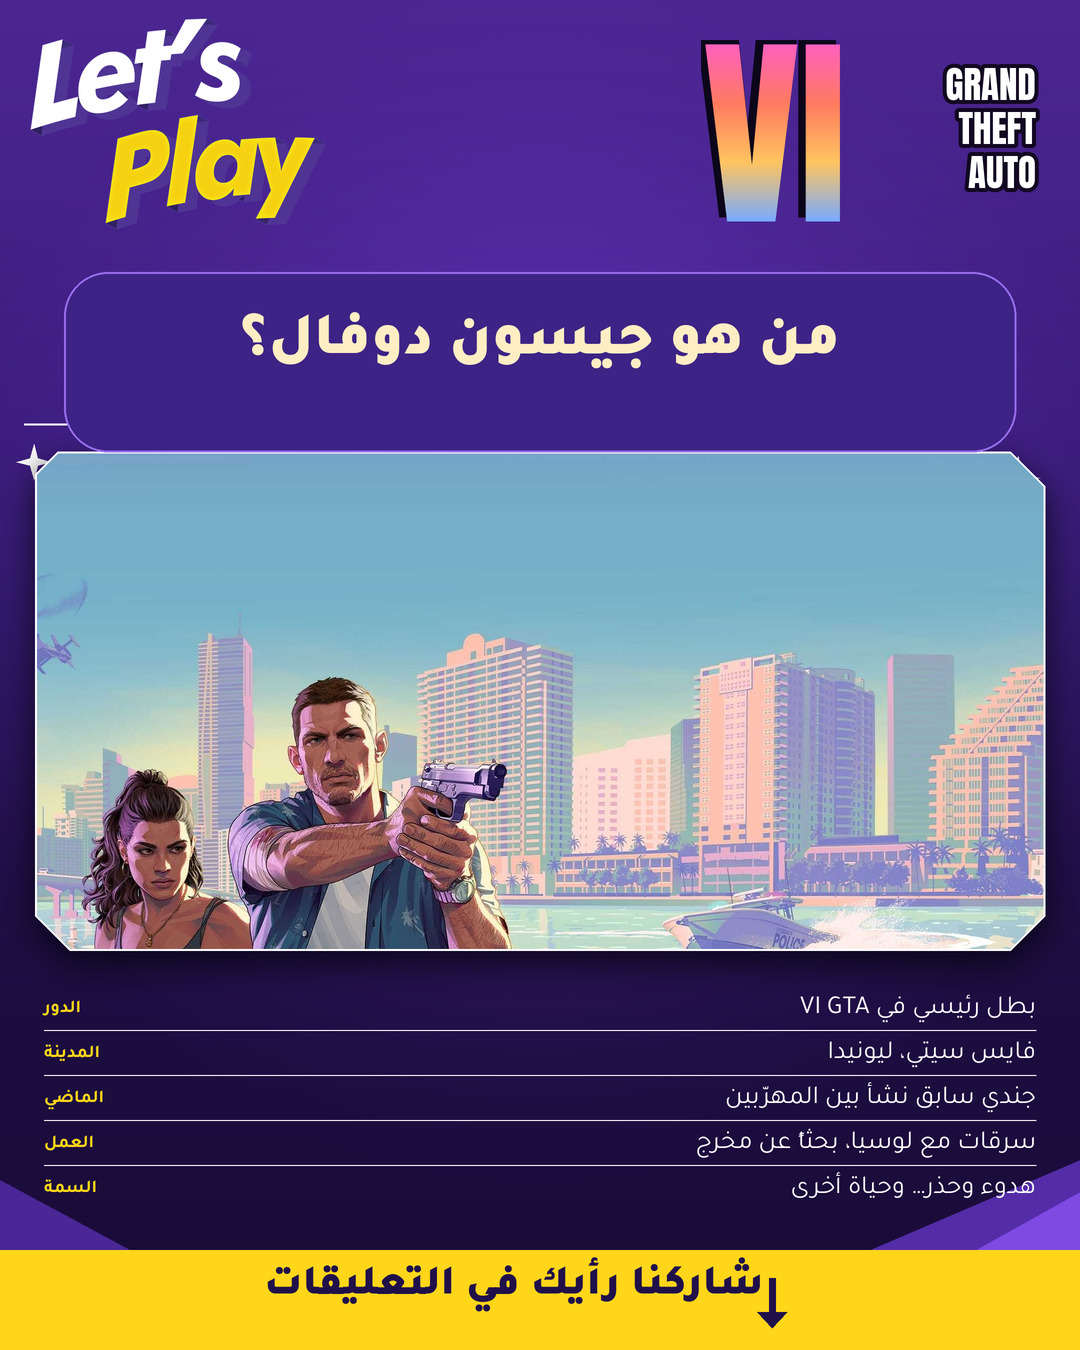 Let's
Play
VI
GRAND
THEFT
AUTO
من هو جيسون دوفال؟
POLICE
بطل رئيسي في VI GTA
الدور
فايس سيتي، ليونيدا
المدينة
جندي سابق نشأ بين المهرّبين
الماضي
سرقات مع لوسيا، بحثًا عن مخرج
العمل
هدوء وحذر... وحياة أخرى
السمة
شاركنا رأيك في التعليقات